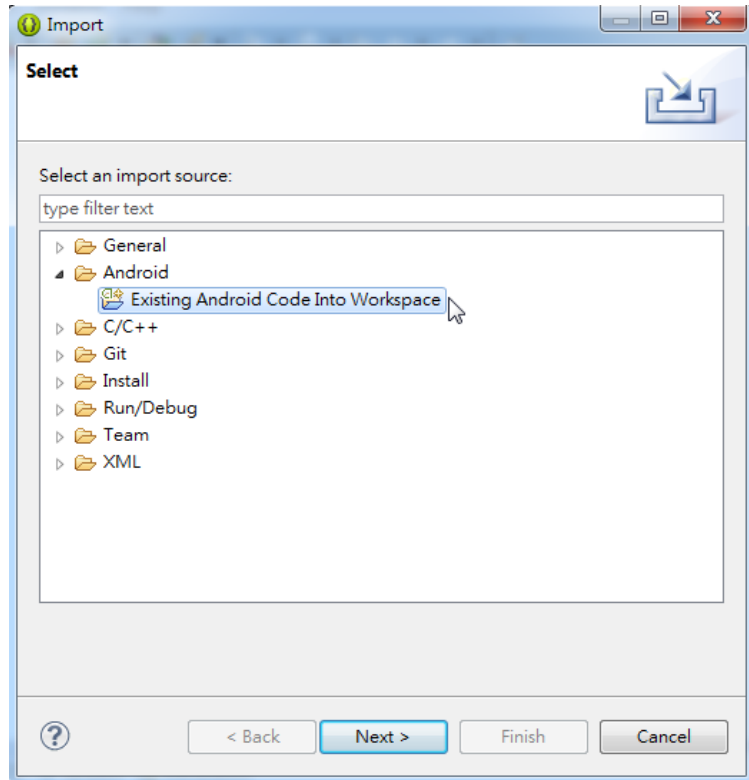 Import
Select
Select an import source:
type filter text
General
Android
Existing Android Code Into Workspace
C/C++
Git
Install
Run/Debug
Team
XML
?
< Back
Next >
Finish
Cancel